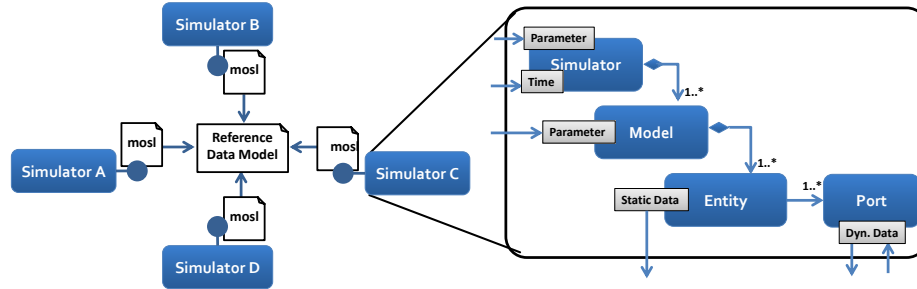 Simulator B
mosl
Reference
Data Model
mosl
Simulator A
mosl
Simulator C
mosl
Simulator D
Parameter
Simulator
Time
1..*
Parameter
Model
1..*
Static Data
Entity
1..*
Port
Dyn. Data